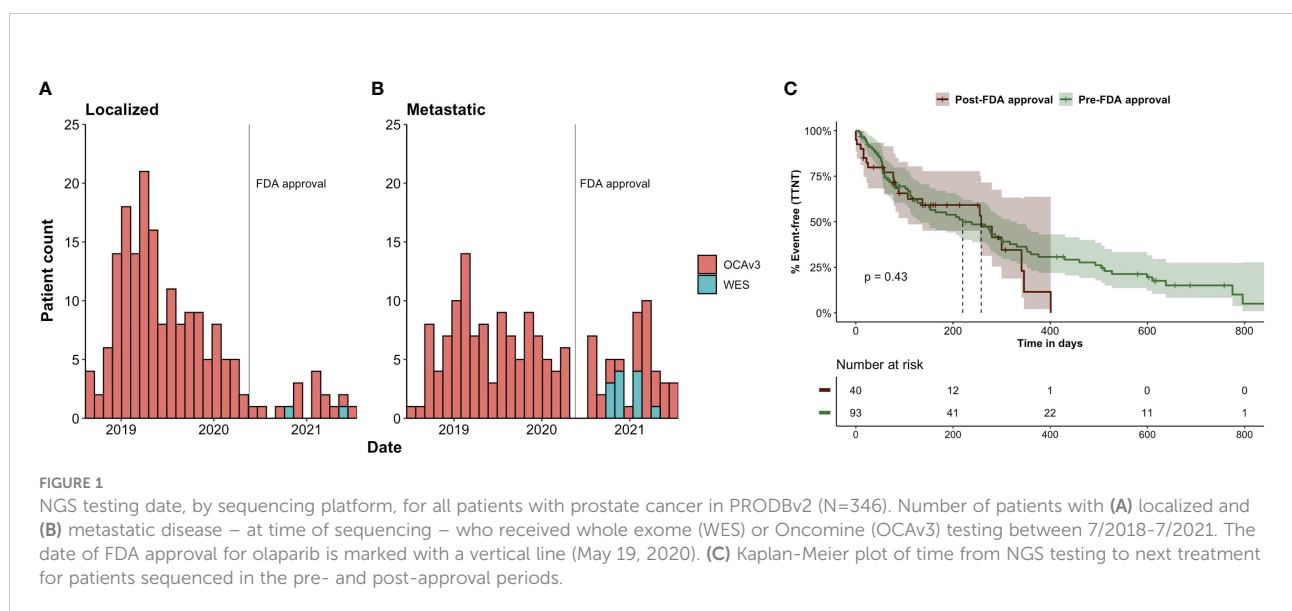 A
Localized
25
20
15
10
5
0
FDA approval
2019
2020
2021
Patient count
B
Metastatic
25
20
15
10
5
0
FDA approval
2019
2020
2021
Date
OCAv3
WES
C
Post-FDA approval Pre-FDA approval
100%
75%
50%
25%
0%
% Event-free (TTNT)
p = 0.43
0 200 400 600 800
Time in days
Number at risk
40 12 1 0 0
93 41 22 11 1
0 200 400 600 800
FIGURE 1
NGS testing date, by sequencing platform, for all patients with prostate cancer in PRODBv2 (N=346). Number of patients with (A) localized and
(B) metastatic disease – at time of sequencing – who received whole exome (WES) or Oncomine (OCAv3) testing between 7/2018-7/2021. The
date of FDA approval for olaparib is marked with a vertical line (May 19, 2020). (C) Kaplan-Meier plot of time from NGS testing to next treatment
for patients sequenced in the pre- and post-approval periods.